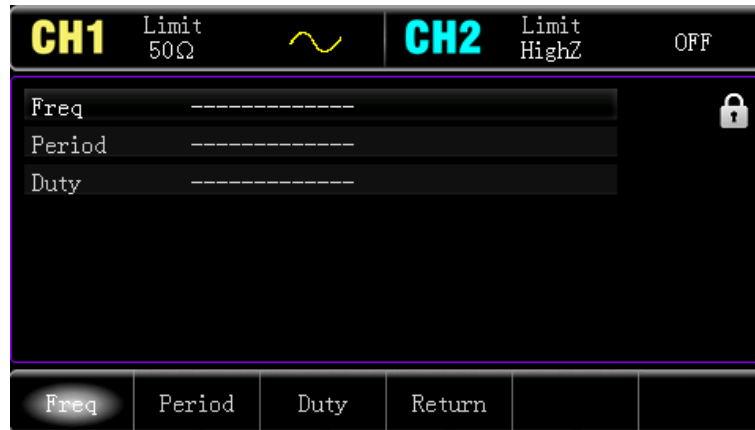 CH1 Limit 50Ω CH2 Limit HighZ OFF
Freq -------------
Period -------------
Duty -------------
Freq Period Duty Return